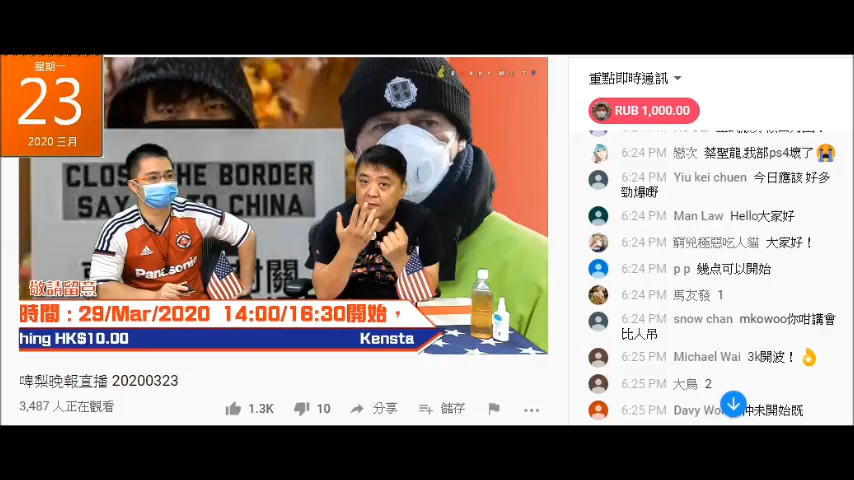 星期一
23
2020 三月
CLOSE THE BORDER
SAY NO TO CHINA
Panasonic
敬請留意
時間：29/Mar/2020 14:00/16:30開始，
hing HK$10.00 Kensta
啤梨晚報直播 20200323
3,487 人正在觀看
1.3K 10 分享 儲存
重點即時通訊
RUB 1,000.00
6:24 PM 戀次 蔡聖龍,我部ps4壞了😭
6:24 PM Yiu kei chuen 今日應該 好多
勁爆嘢
6:24 PM Man Law Hello大家好
6:24 PM 窮兇極惡吃人貓 大家好！
6:24 PM p p 幾点可以開始
6:24 PM 馬友發 1
6:24 PM snow chan mkowoo你咁講會
比人吊
6:25 PM Michael Wai 3k開波！👌
6:25 PM 大鳥 2
6:25 PM Davy Wo 仲未開始既